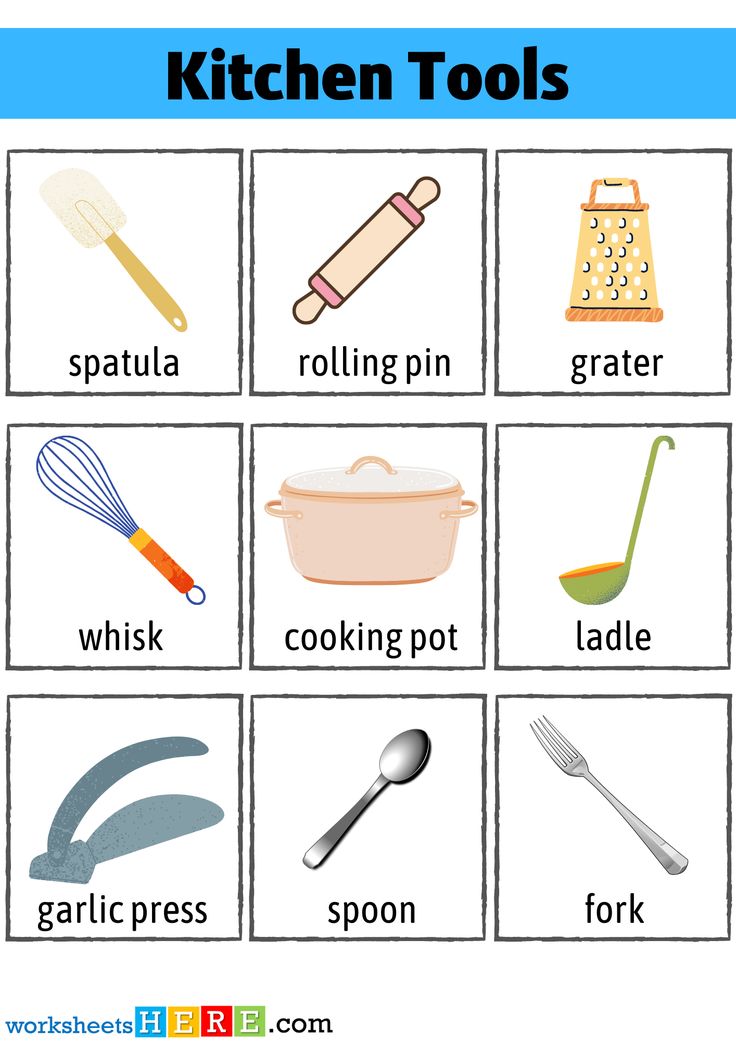 Kitchen Tools
spatula
rolling pin
grater
whisk
cooking pot
ladle
garlic press
spoon
fork
worksheetsHERE.com